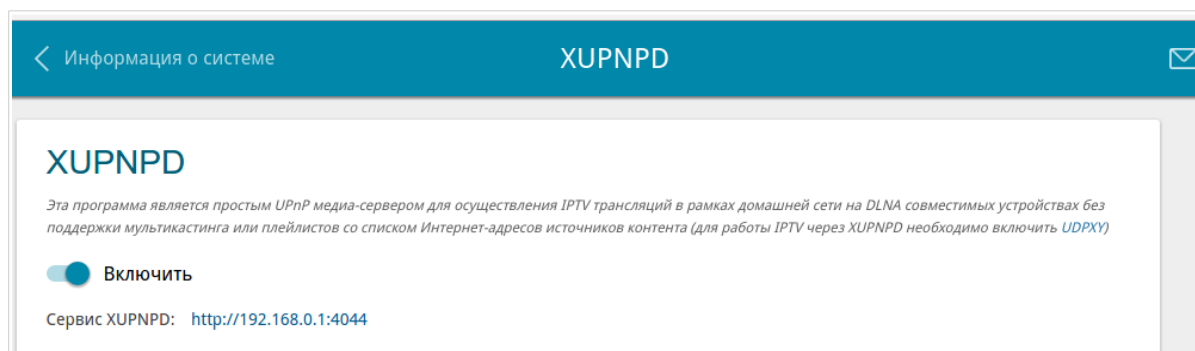 Информация о системе
XUPNPD
XUPNPD
Эта программа является простым UPnP медиа-сервером для осуществления IPTV трансляций в рамках домашней сети на DLNA совместимых устройствах без
поддержки мультикастинга или плейлистов со списком Интернет-адресов источников контента (для работы IPTV через XUPNPD необходимо включить UDPXY)
Включить
Сервис XUPNPD: http://192.168.0.1:4044